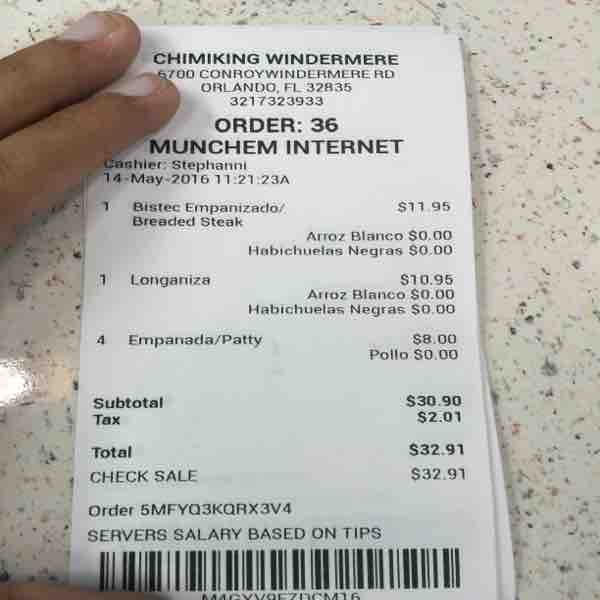 CHIMIKING WINDERMERE
6700 CONROYWINDERMERE RD
ORLANDO, FL 32835
3217323933
ORDER: 36
MUNCHEM INTERNET
Cashier: Stephanni
14-May-2016 11:21:23A
1 Bistec Empanizado/ $11.95
Breaded Steak
Arroz Blanco $0.00
Habichuelas Negras $0.00
1 Longaniza $10.95
Arroz Blanco $0.00
Habichuelas Negras $0.00
4 Empanada/Patty $8.00
Pollo $0.00
Subtotal $30.90
Tax $2.01
Total $32.91
CHECK SALE $32.91
Order 5MFYQ3KQRX3V4
SERVERS SALARY BASED ON TIPS